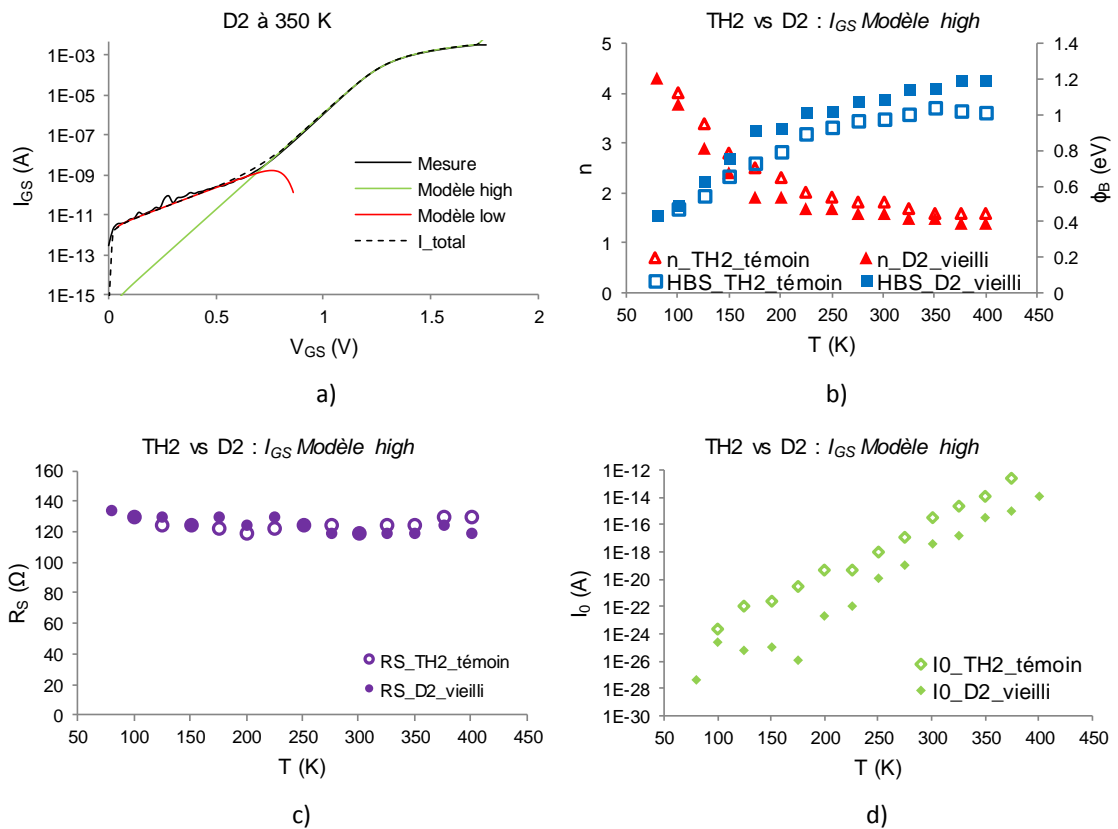 D2 à 350 K
1E-03
1E-05
1E-07
1E-09
1E-11
1E-13
1E-15
I_GS (A)
Mesure
Modèle high
Modèle low
I_total
0 0.5 1 1.5 2
V_GS (V)
a)
TH2 vs D2 : I_GS Modèle high
5
4
3
2
1
0
n
1.4
1.2
1
0.8
0.6
0.4
0.2
0
ϕ_B (eV)
n_TH2_témoin n_D2_vieilli
HBS_TH2_témoin HBS_D2_vieilli
50 100 150 200 250 300 350 400 450
T (K)
b)
TH2 vs D2 : I_GS Modèle high
160
140
120
100
80
60
40
20
0
R_S (Ω)
RS_TH2_témoin
RS_D2_vieilli
50 100 150 200 250 300 350 400 450
T (K)
c)
TH2 vs D2 : I_GS Modèle high
1E-12
1E-14
1E-16
1E-18
1E-20
1E-22
1E-24
1E-26
1E-28
1E-30
I_0 (A)
I0_TH2_témoin
I0_D2_vieilli
50 100 150 200 250 300 350 400 450
T (K)
d)